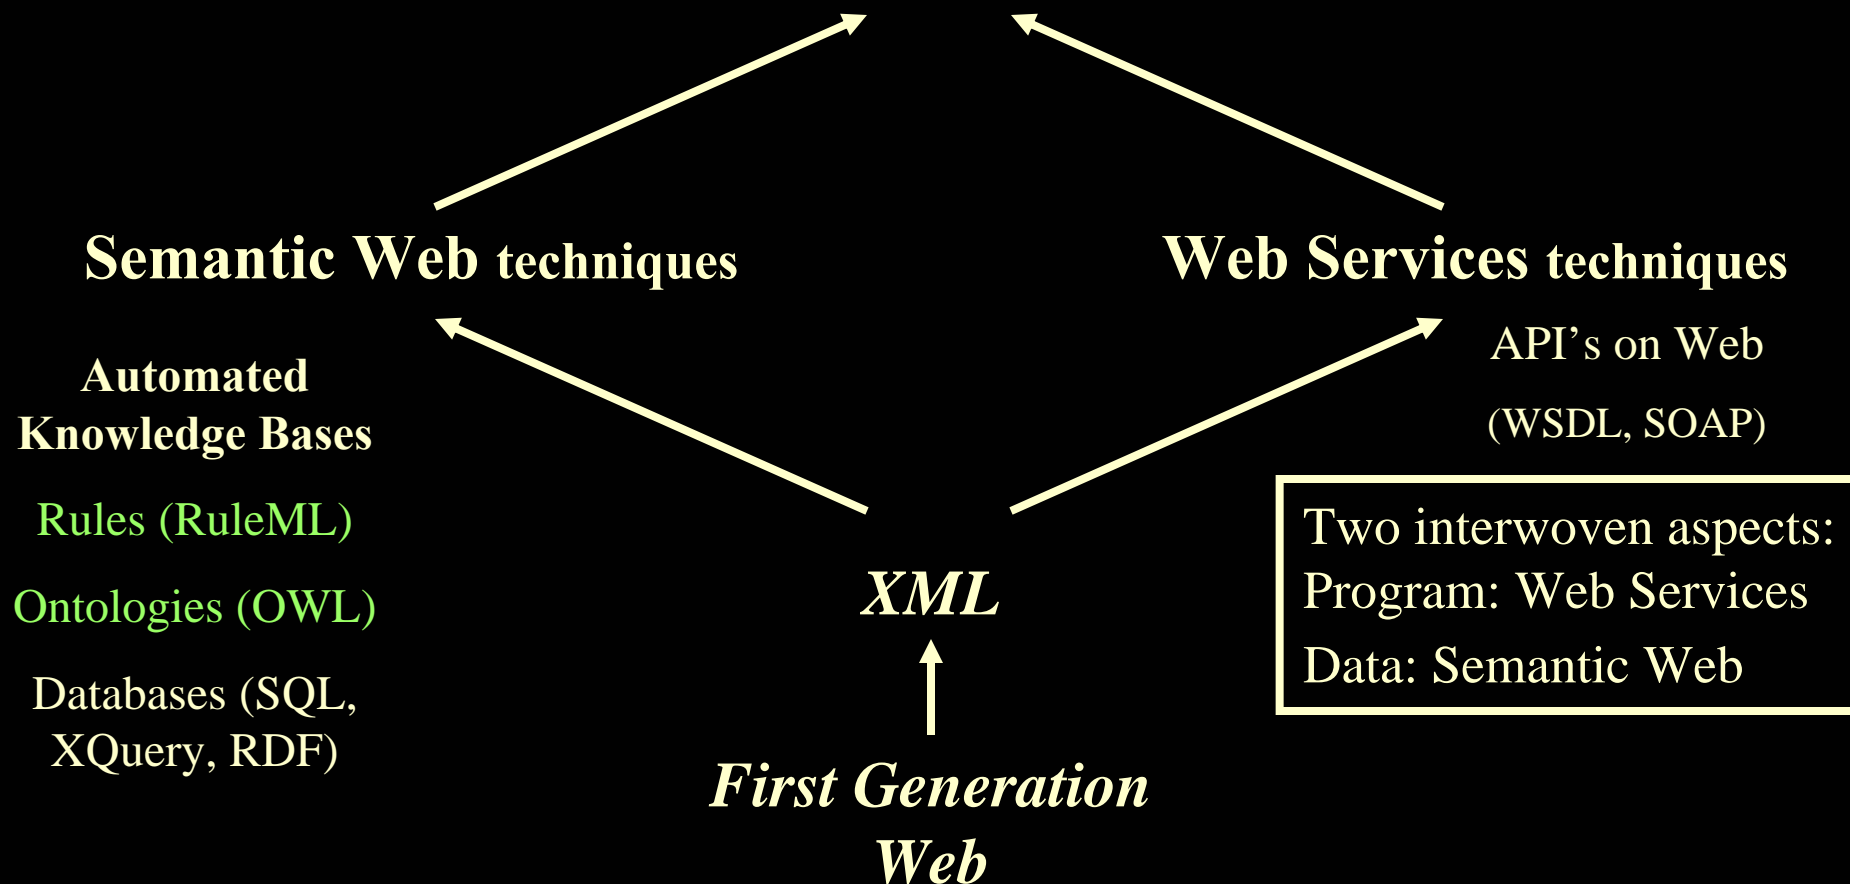 Semantic Web techniques
Web Services techniques
Automated
Knowledge Bases
Rules (RuleML)
Ontologies (OWL)
Databases (SQL,
XQuery, RDF)
API’s on Web
(WSDL, SOAP)
Two interwoven aspects:
Program: Web Services
Data: Semantic Web
XML
First Generation
Web